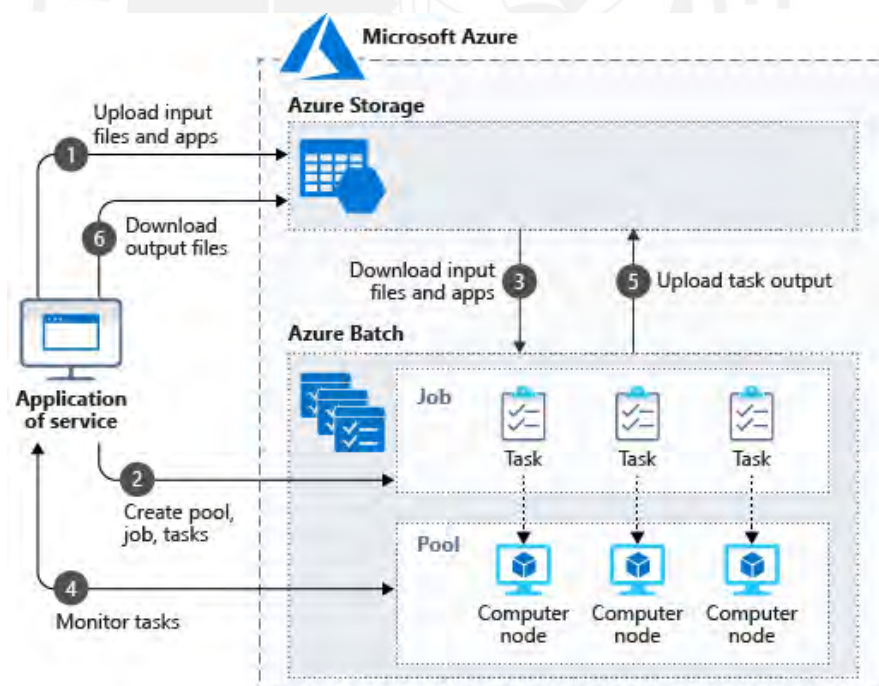 Microsoft Azure
Azure Storage
Upload input
files and apps
1
6
Download
output files
Download input
files and apps
3
5
Upload task output
Azure Batch
Application
of service
Job
Task
Task
Task
2
Create pool,
job, tasks
Pool
4
Monitor tasks
Computer
node
Computer
node
Computer
node